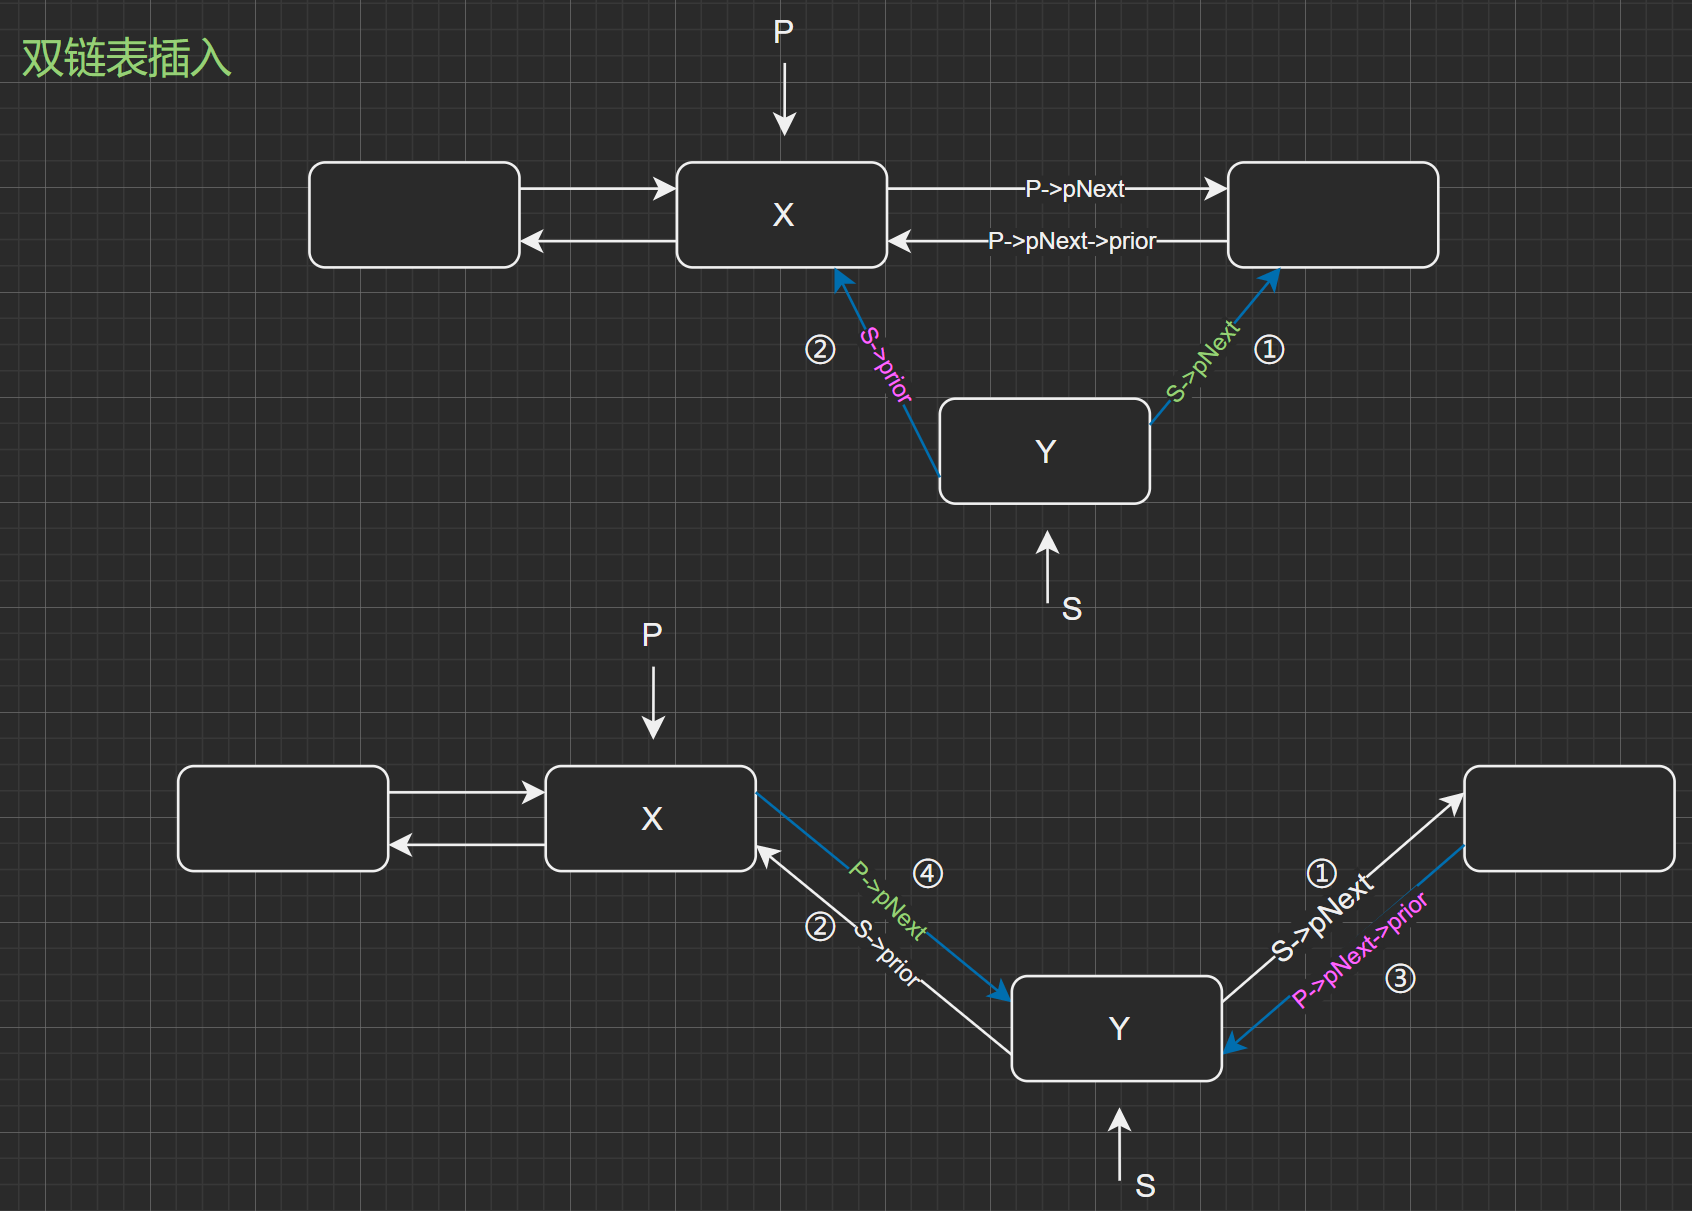 双链表插入
P
X
P->pNext
P->pNext->prior
②
S->prior
S->pNext
①
Y
S
P
X
④
P->pNext
②
S->prior
①
S->pNext
P->pNext->prior
③
Y
S